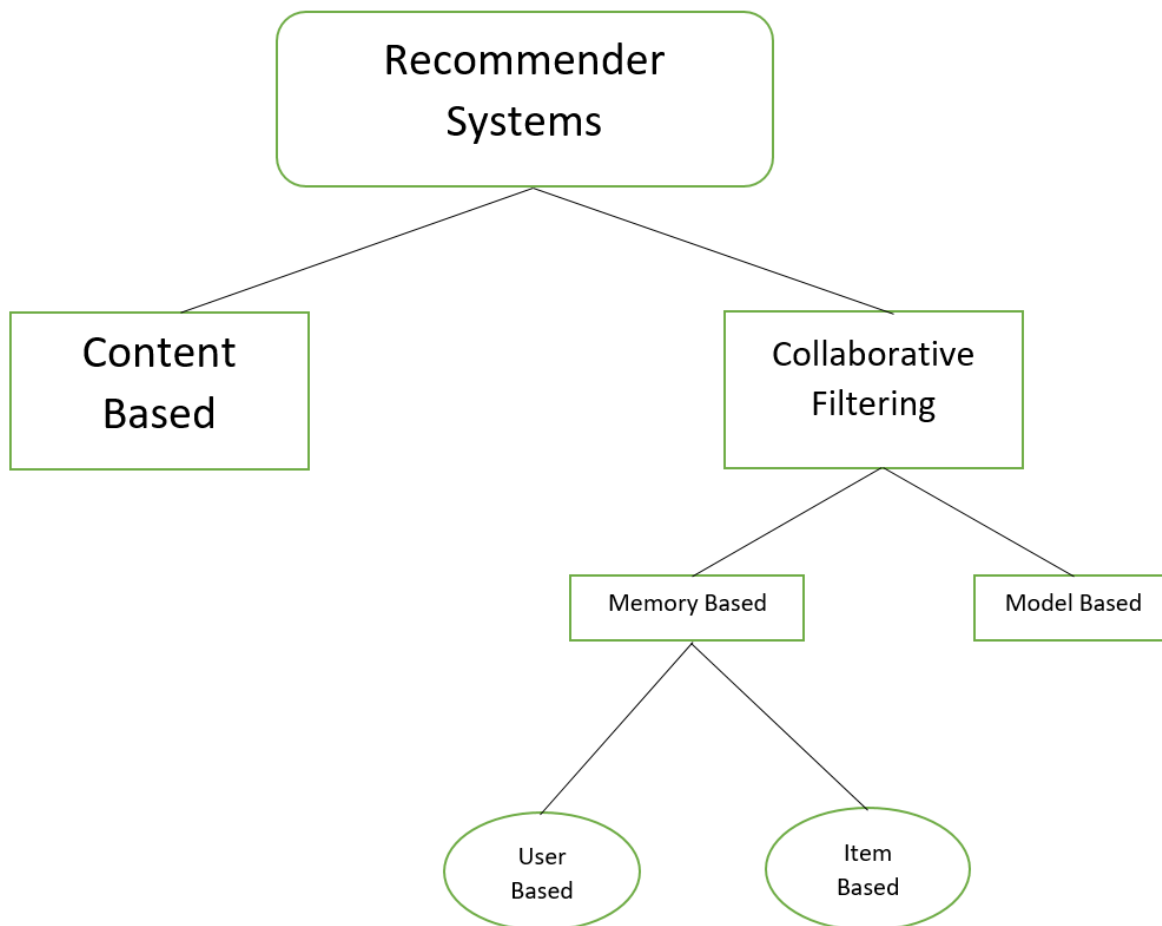 Recommender
Systems
Content
Based
Collaborative
Filtering
Memory Based
Model Based
User
Based
Item
Based